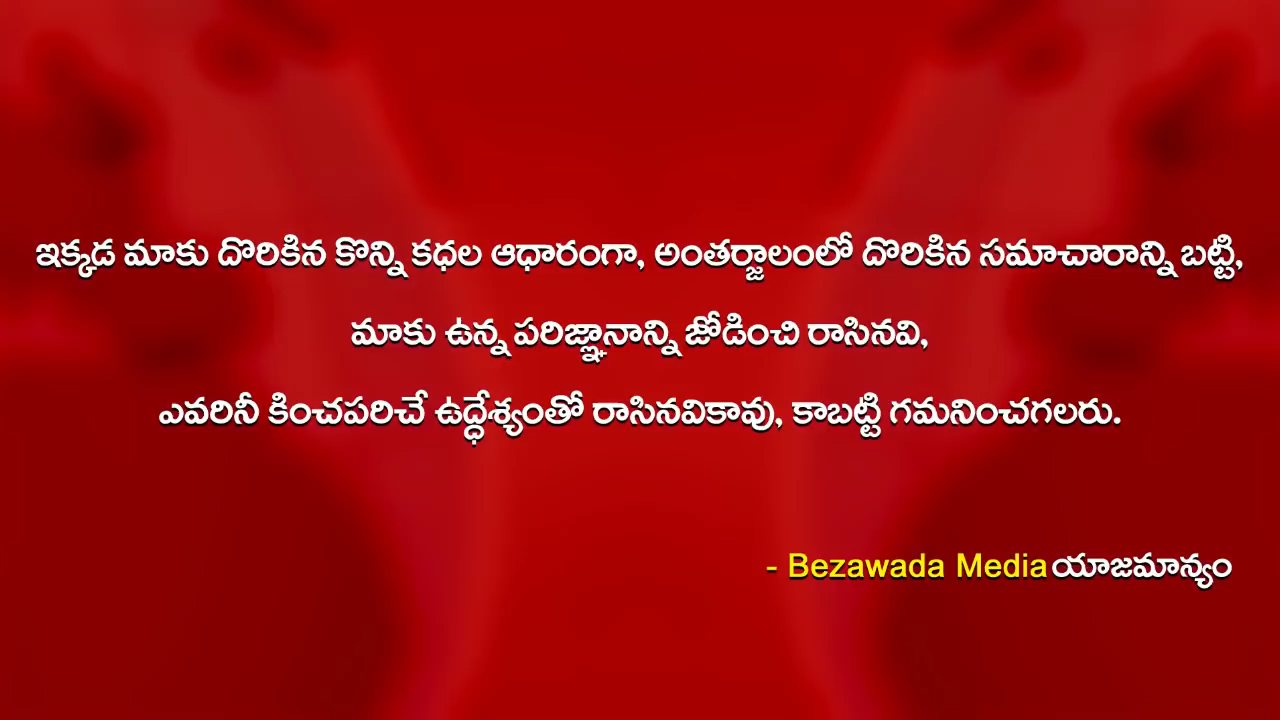 ఇక్కడ మాకు దొరికిన కొన్ని కధల ఆధారంగా, అంతర్జాలంలో దొరికిన సమాచారాన్ని బట్టి,
మాకు ఉన్న పరిజ్ఞానాన్ని జోడించి రాసినవి,
ఎవరినీ కించపరిచే ఉద్ధేశ్యంతో రాసినవికావు, కాబట్టి గమనించగలరు.
- Bezawada Media యాజమాన్యం